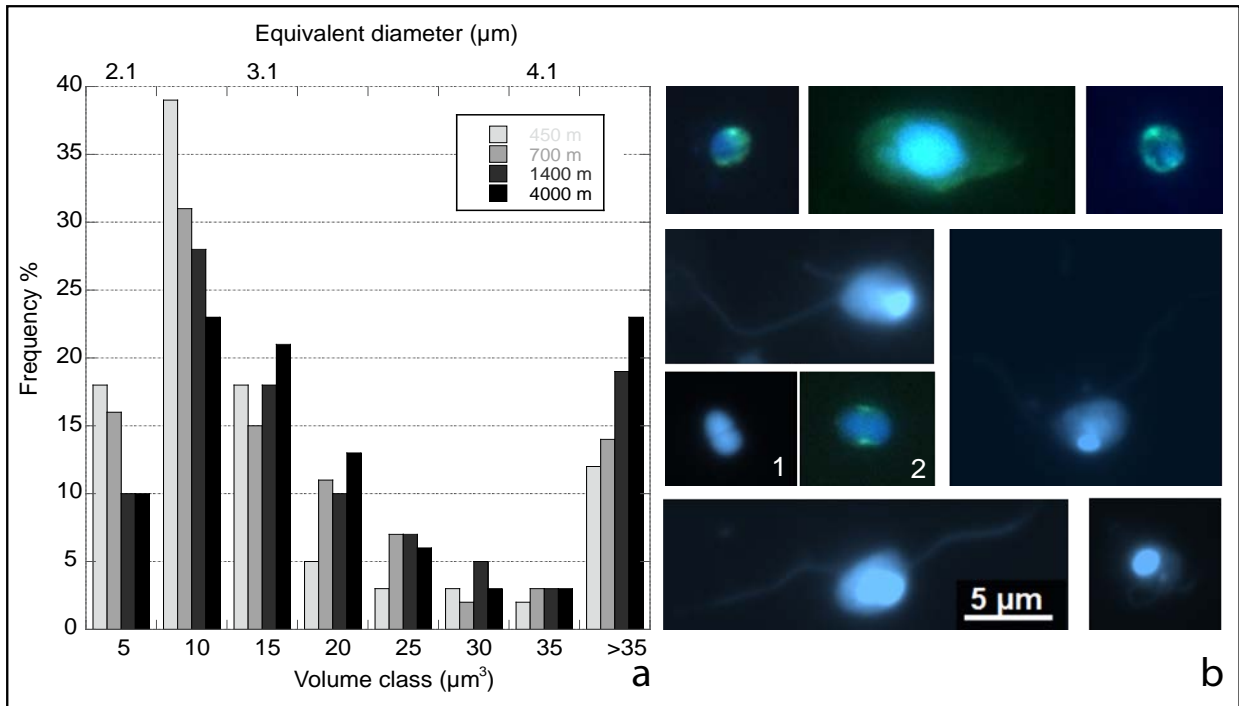 Equivalent diameter (µm)
2.1 3.1 4.1
40
35
30
25
20
15
10
5
0
Frequency %
450 m
700 m
1400 m
4000 m
5 10 15 20 25 30 35 >35
Volume class (µm³)
a
1
2
5 µm
b